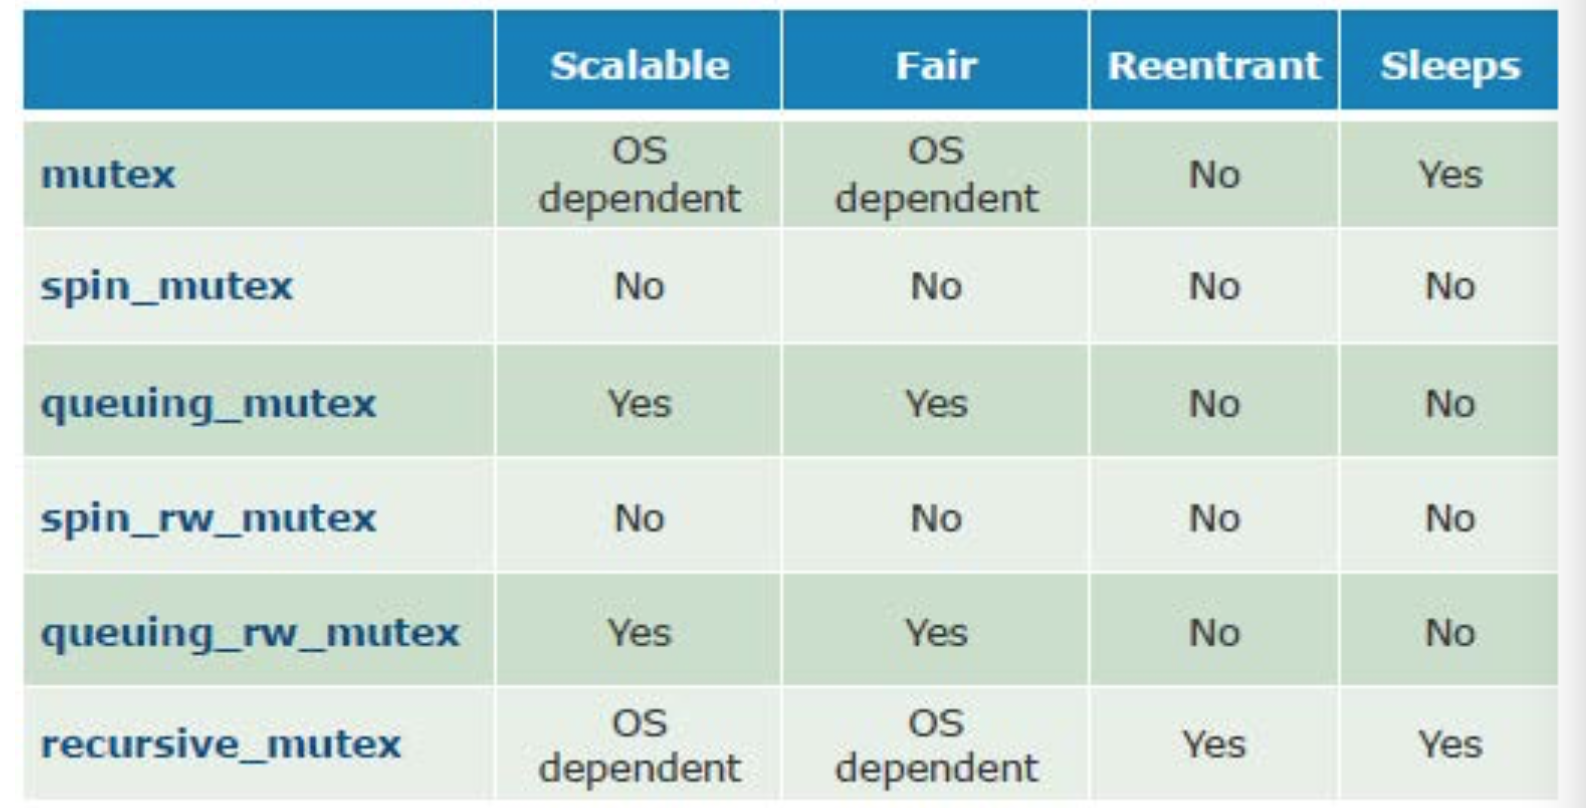 Scalable Fair Reentrant Sleeps
mutex OS dependent OS dependent No Yes
spin_mutex No No No No
queuing_mutex Yes Yes No No
spin_rw_mutex No No No No
queuing_rw_mutex Yes Yes No No
recursive_mutex OS dependent OS dependent Yes Yes